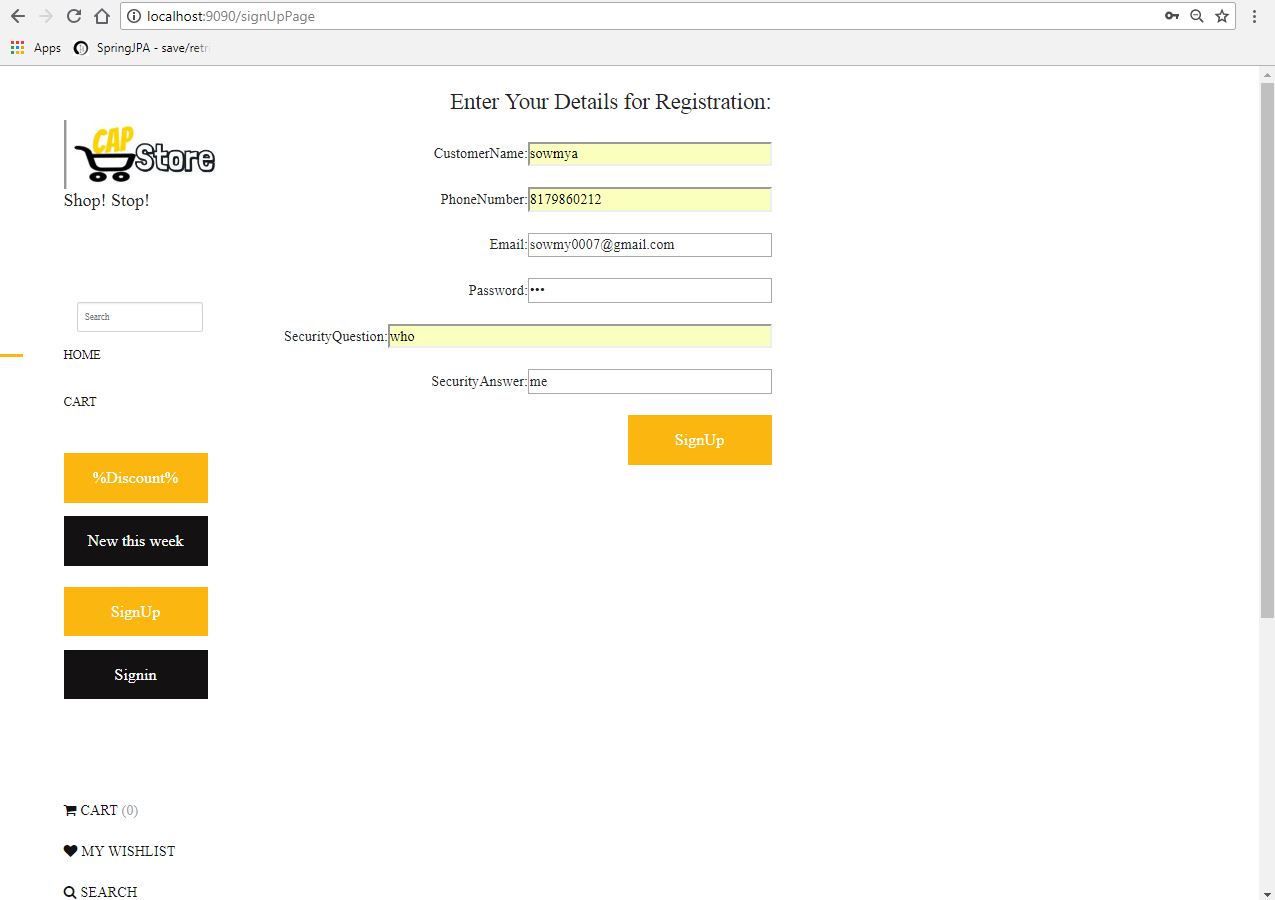 localhost:9090/signUpPage
Apps SpringJPA - save/retr
Enter Your Details for Registration:
CAP
Store
Shop! Stop!
CustomerName: sowmya
PhoneNumber: 8179860212
Email: sowmy0007@gmail.com
Password: •••
SecurityQuestion: who
SecurityAnswer: me
SignUp
Search
HOME
CART
%Discount%
New this week
SignUp
Signin
CART (0)
MY WISHLIST
SEARCH